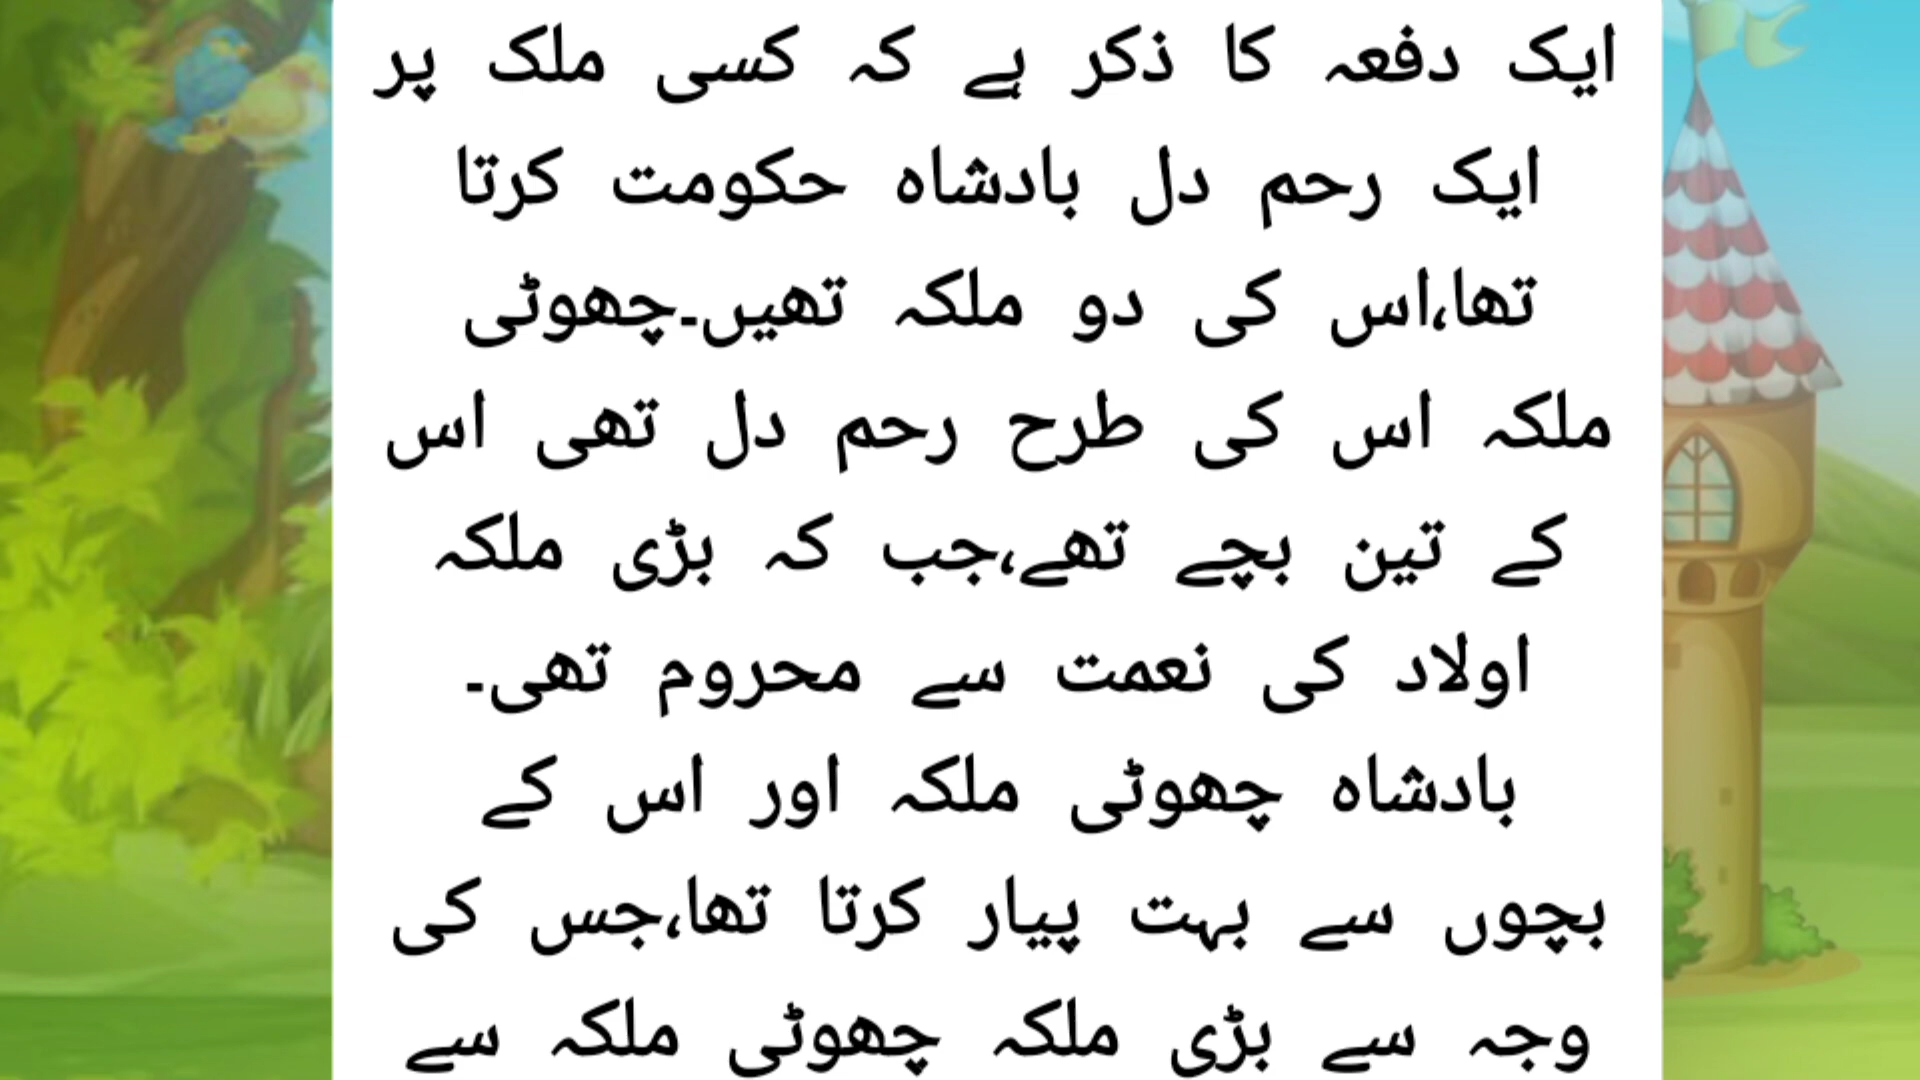 ایک دفعہ کا ذکر ہے کہ کسی ملک پر
ایک رحم دل بادشاہ حکومت کرتا
تھا،اس کی دو ملکہ تھیں۔چھوٹی
ملکہ اس کی طرح رحم دل تھی اس
کے تین بچے تھے،جب کہ بڑی ملکہ
اولاد کی نعمت سے محروم تھی۔
بادشاہ چھوٹی ملکہ اور اس کے
بچوں سے بہت پیار کرتا تھا،جس کی
وجہ سے بڑی ملکہ چھوٹی ملکہ سے